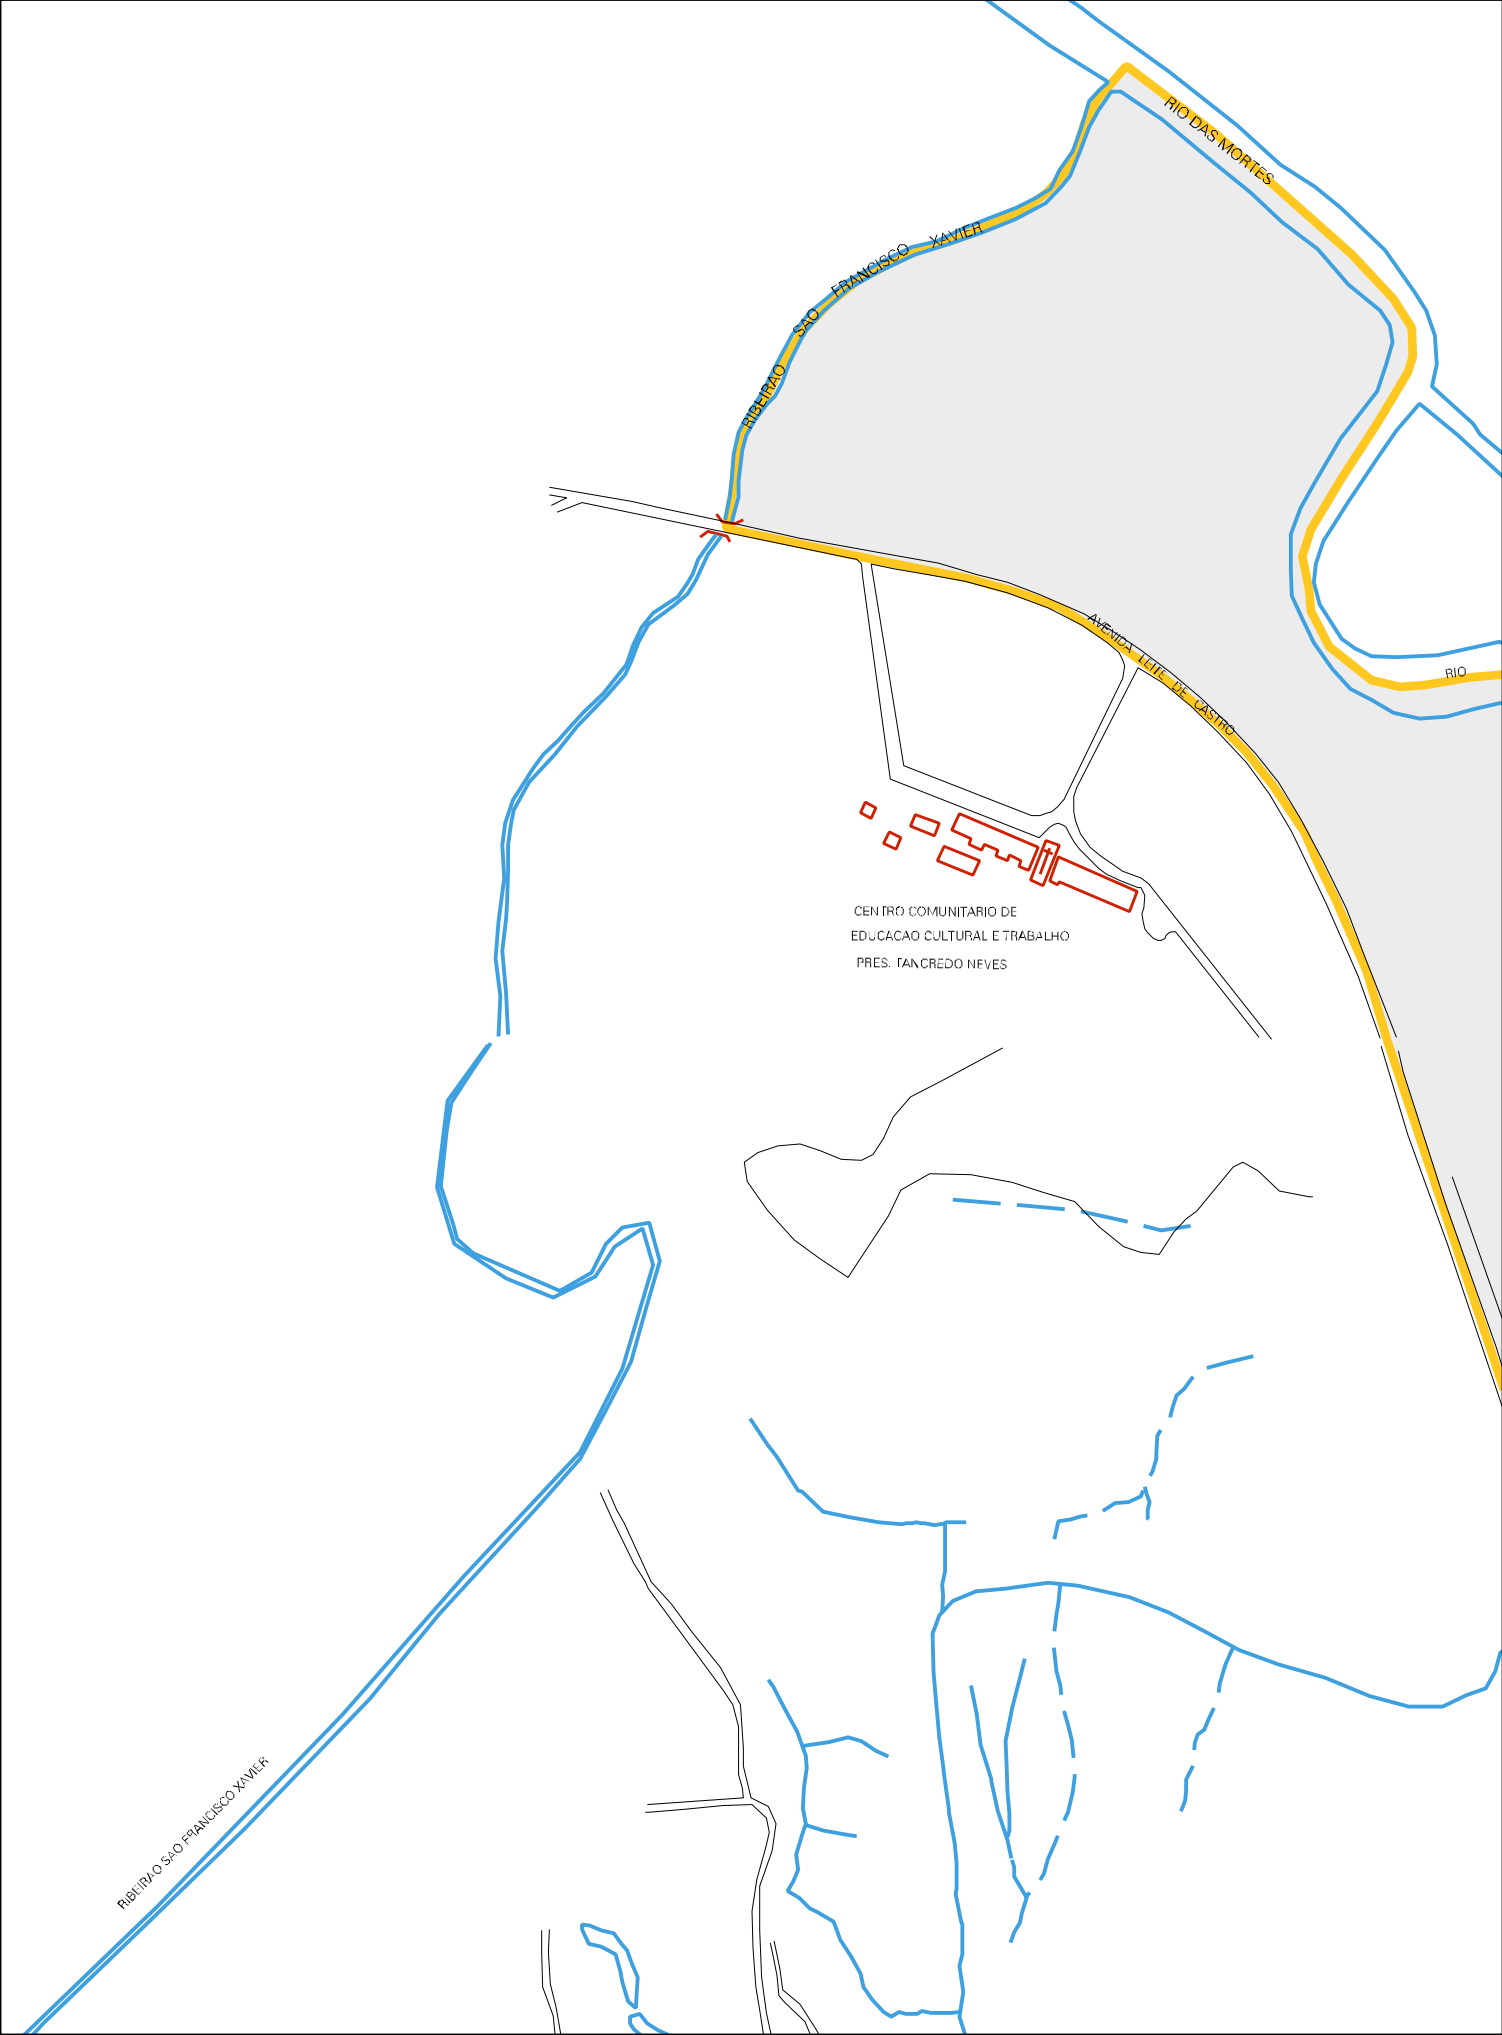 RIO DAS MORTES
RIBEIRAO SAO FRANCISCO XAVIER
AVENIDA LEITE DE CASTRO
RIO
CENTRO COMUNITARIO DE
EDUCACAO CULTURAL E TRABALHO
PRES. TANCREDO NEVES
RIBEIRAO SAO FRANCISCO XAVIER